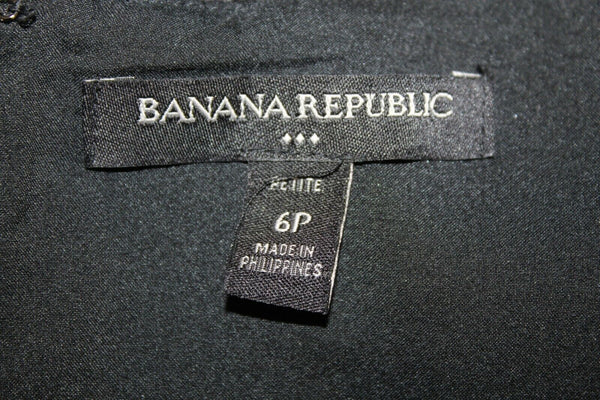 BANANA REPUBLIC
PETITE
6P
MADE IN
PHILIPPINES